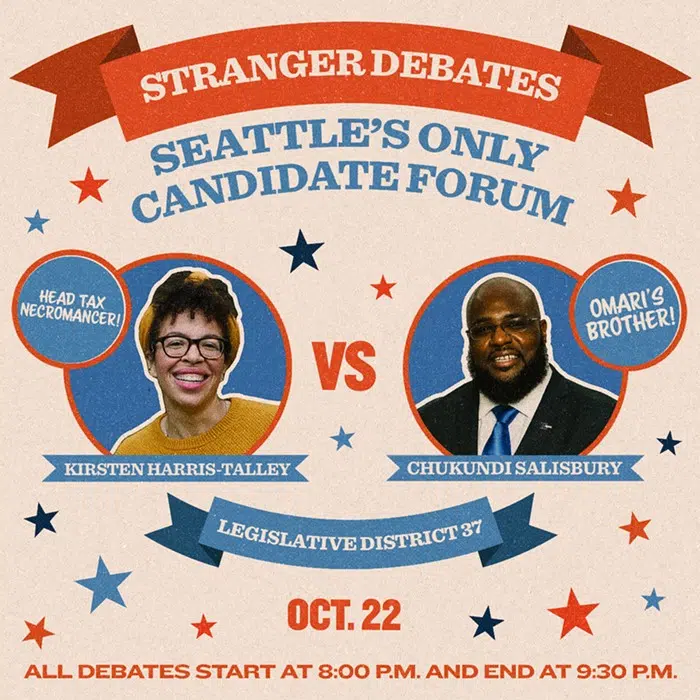 STRANGER DEBATES
SEATTLE'S ONLY
CANDIDATE FORUM
HEAD TAX
NECROMANCER!
OMARI'S
BROTHER!
VS
KIRSTEN HARRIS-TALLEY
CHUKUNDI SALISBURY
LEGISLATIVE DISTRICT 37
OCT. 22
ALL DEBATES START AT 8:00 P.M. AND END AT 9:30 P.M.